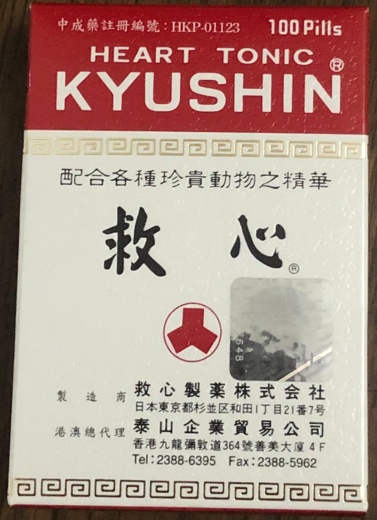 中成藥註冊編號:HKP-01123 100 Pills
HEART TONIC
KYUSHIN®
配合各種珍貴動物之精華
救心®
648
製造商 救心製薬株式会社
日本東京都杉並区和田1丁目21番7号
港澳總代理 泰山企業貿易公司
香港九龍彌敦道364號善美大廈4F
Tel:2388-6395 Fax:2388-5962